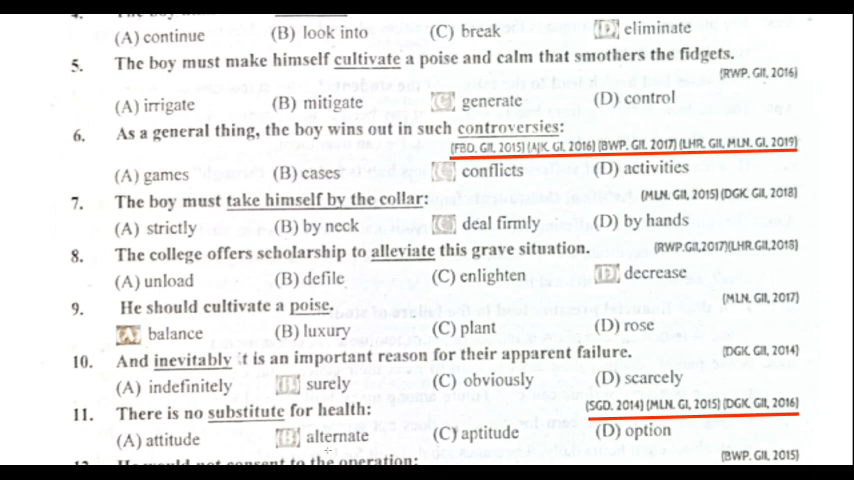 (A) continue (B) look into (C) break (D) eliminate
5. The boy must make himself cultivate a poise and calm that smothers the fidgets.
(RWP. GII, 2016)
(A) irrigate (B) mitigate (C) generate (D) control
6. As a general thing, the boy wins out in such controversies:
(FBD. GII, 2015) (AJK. GI, 2016) (BWP. GII, 2017) (LHR. GII, MLN. GI, 2019)
(A) games (B) cases (C) conflicts (D) activities
7. The boy must take himself by the collar: (MLN. GII, 2015) (DGK. GII, 2018)
(A) strictly (B) by neck (C) deal firmly (D) by hands
8. The college offers scholarship to alleviate this grave situation. (RWP.GII,2017)(LHR.GII,2018)
(A) unload (B) defile (C) enlighten (D) decrease
9. He should cultivate a poise. (MLN. GII, 2017)
(A) balance (B) luxury (C) plant (D) rose
10. And inevitably it is an important reason for their apparent failure. (DGK. GII, 2014)
(A) indefinitely (B) surely (C) obviously (D) scarcely
11. There is no substitute for health: (SGD. 2014) (MLN. GI, 2015) (DGK. GII, 2016)
(A) attitude (B) alternate (C) aptitude (D) option
He would not consent to the operation: (BWP. GII, 2015)